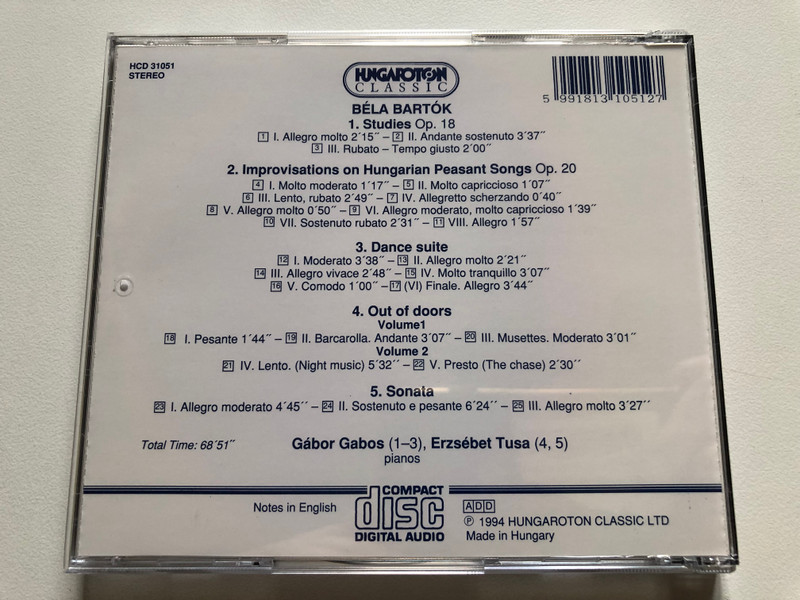 HCD 31051
STEREO
HUNGAROTON
CLASSIC
5 991813 105127
BÉLA BARTÓK
1. Studies Op. 18
1 I. Allegro molto 2´15´´ – 2 II. Andante sostenuto 3´37´´
3 III. Rubato – Tempo giusto 2´00´´
2. Improvisations on Hungarian Peasant Songs Op. 20
4 I. Molto moderato 1´17´´ – 5 II. Molto capriccioso 1´07´´
6 III. Lento, rubato 2´49´´ – 7 IV. Allegretto scherzando 0´40´´
8 V. Allegro molto 0´50´´ – 9 VI. Allegro moderato, molto capriccioso 1´39´´
10 VII. Sostenuto rubato 2´31´´ – 11 VIII. Allegro 1´57´´
3. Dance suite
12 I. Moderato 3´38´´ – 13 II. Allegro molto 2´21´´
14 III. Allegro vivace 2´48´´ – 15 IV. Molto tranquillo 3´07´´
16 V. Comodo 1´00´´ – 17 (VI) Finale. Allegro 3´44´´
4. Out of doors
Volume1
18 I. Pesante 1´44´´ – 19 II. Barcarolla. Andante 3´07´´ – 20 III. Musettes. Moderato 3´01´´
Volume 2
21 IV. Lento. (Night music) 5´32´´ – 22 V. Presto (The chase) 2´30´´
5. Sonata
23 I. Allegro moderato 4´45´´ – 24 II. Sostenuto e pesante 6´24´´ – 25 III. Allegro molto 3´27´´
Total Time: 68´51´´
Gábor Gabos (1–3), Erzsébet Tusa (4, 5)
pianos
Notes in English
COMPACT
disc
DIGITAL AUDIO
ADD
℗ 1994 HUNGAROTON CLASSIC LTD
Made in Hungary